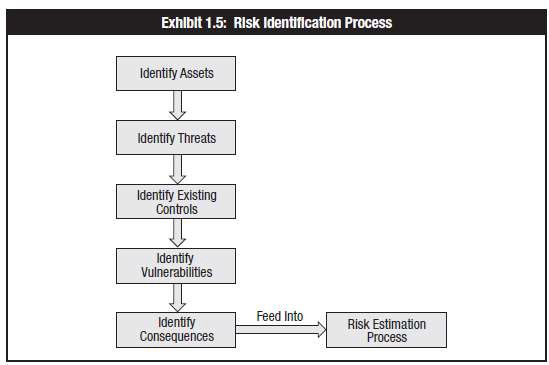 Exhibit 1.5: Risk Identification Process
Identify Assets
Identify Threats
Identify Existing
Controls
Identify
Vulnerabilities
Identify
Consequences
Feed Into
Risk Estimation
Process